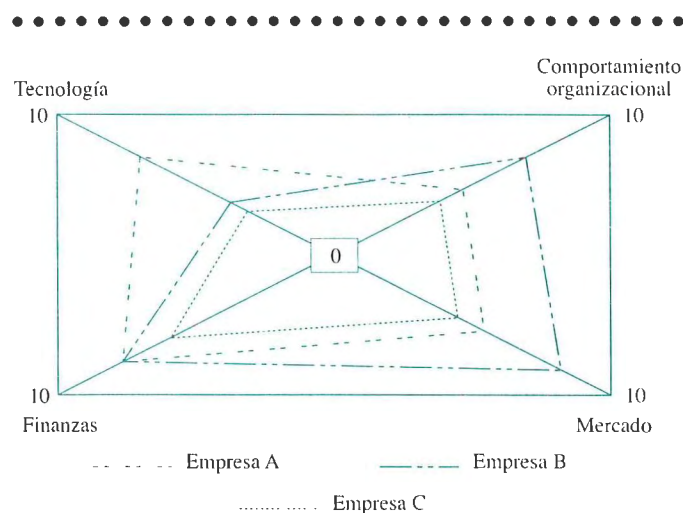 Comportamiento
Tecnología
organizacional
10
10
0
10
10
Finanzas
Mercado
Empresa A
Empresa B
Empresa C